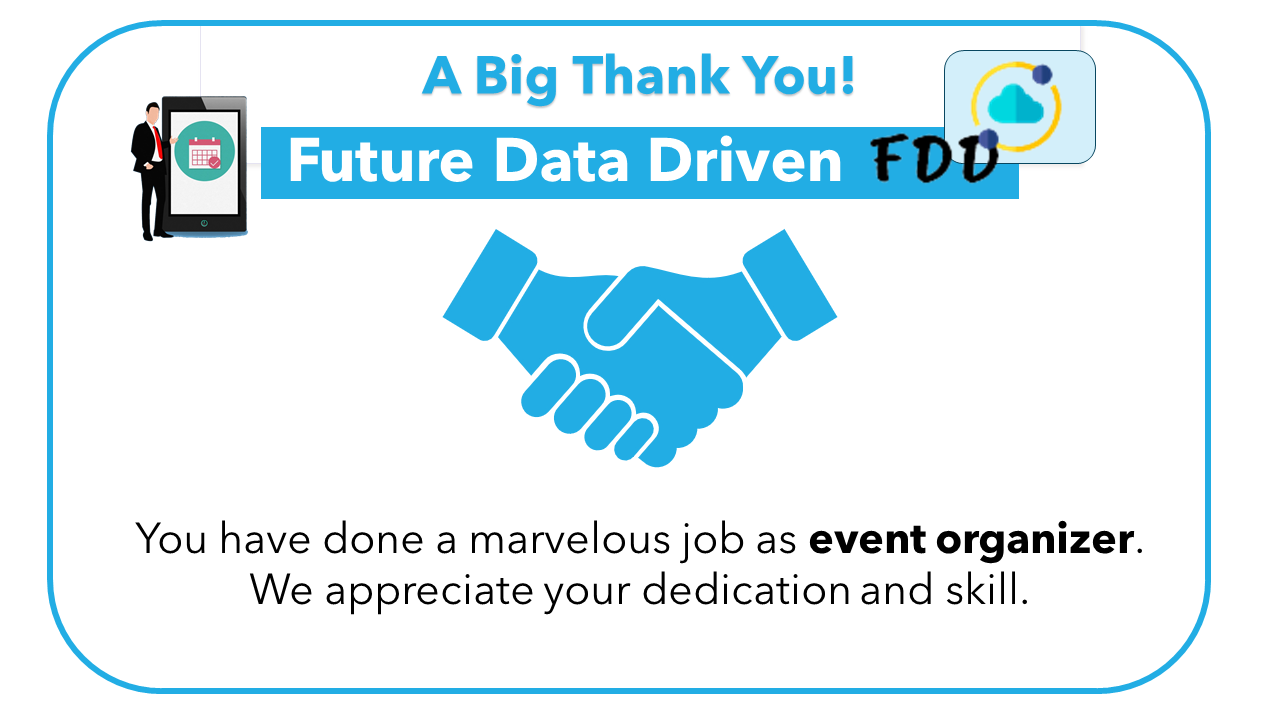 A Big Thank You!
Future Data Driven FDD
You have done a marvelous job as event organizer.
We appreciate your dedication and skill.